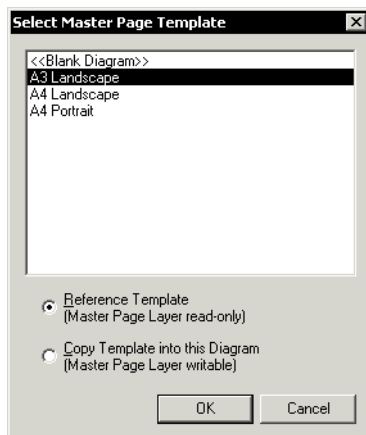 Select Master Page Template
<<Blank Diagram>>
A3 Landscape
A4 Landscape
A4 Portrait
Reference Template
(Master Page Layer read-only)
Copy Template into this Diagram
(Master Page Layer writable)
OK Cancel